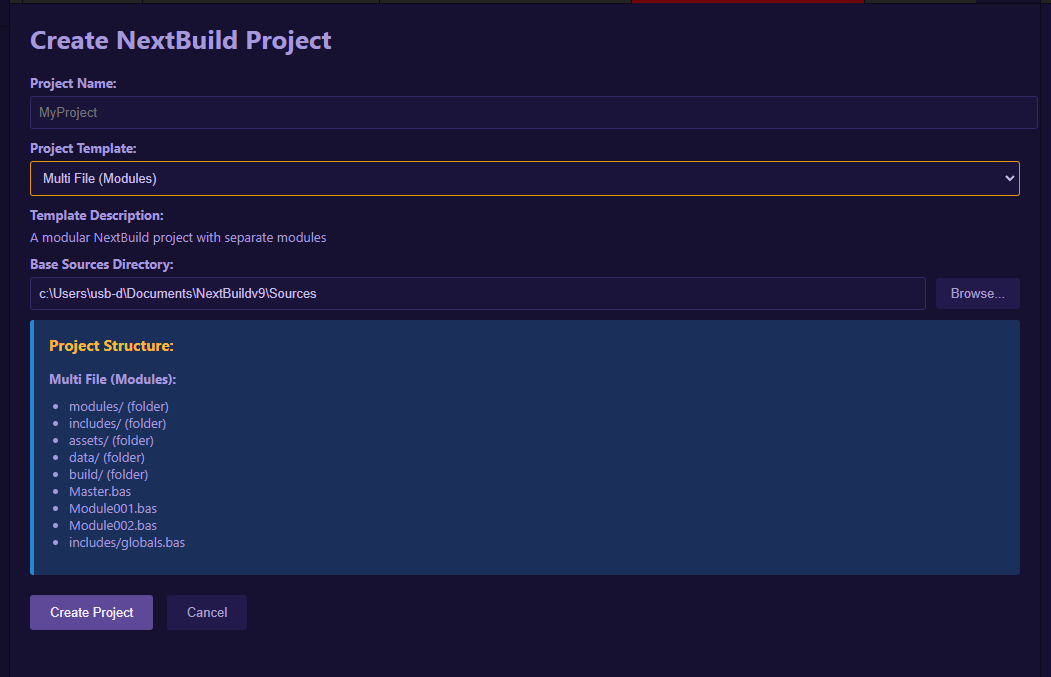 Create NextBuild Project
Project Name:
MyProject
Project Template:
Multi File (Modules)
Template Description:
A modular NextBuild project with separate modules
Base Sources Directory:
c:\Users\usb-d\Documents\NextBuildv9\Sources
Browse...
Project Structure:
Multi File (Modules):
modules/ (folder)
includes/ (folder)
assets/ (folder)
data/ (folder)
build/ (folder)
Master.bas
Module001.bas
Module002.bas
includes/globals.bas
Create Project
Cancel